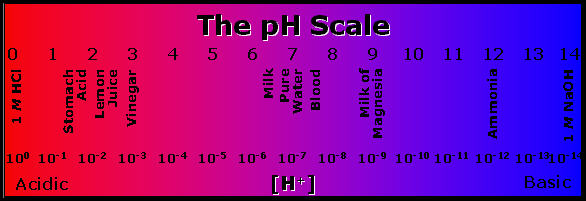 The pH Scale
0 1 2 3 4 5 6 7 8 9 10 11 12 13 14
1 M HCl
Stomach
Acid
Lemon
Juice
Vinegar
Milk
Pure
Water
Blood
Milk of
Magnesia
Ammonia
1 M NaOH
10⁰ 10⁻¹ 10⁻² 10⁻³ 10⁻⁴ 10⁻⁵ 10⁻⁶ 10⁻⁷ 10⁻⁸ 10⁻⁹ 10⁻¹⁰ 10⁻¹¹ 10⁻¹² 10⁻¹³ 10⁻¹⁴
Acidic [H⁺] Basic